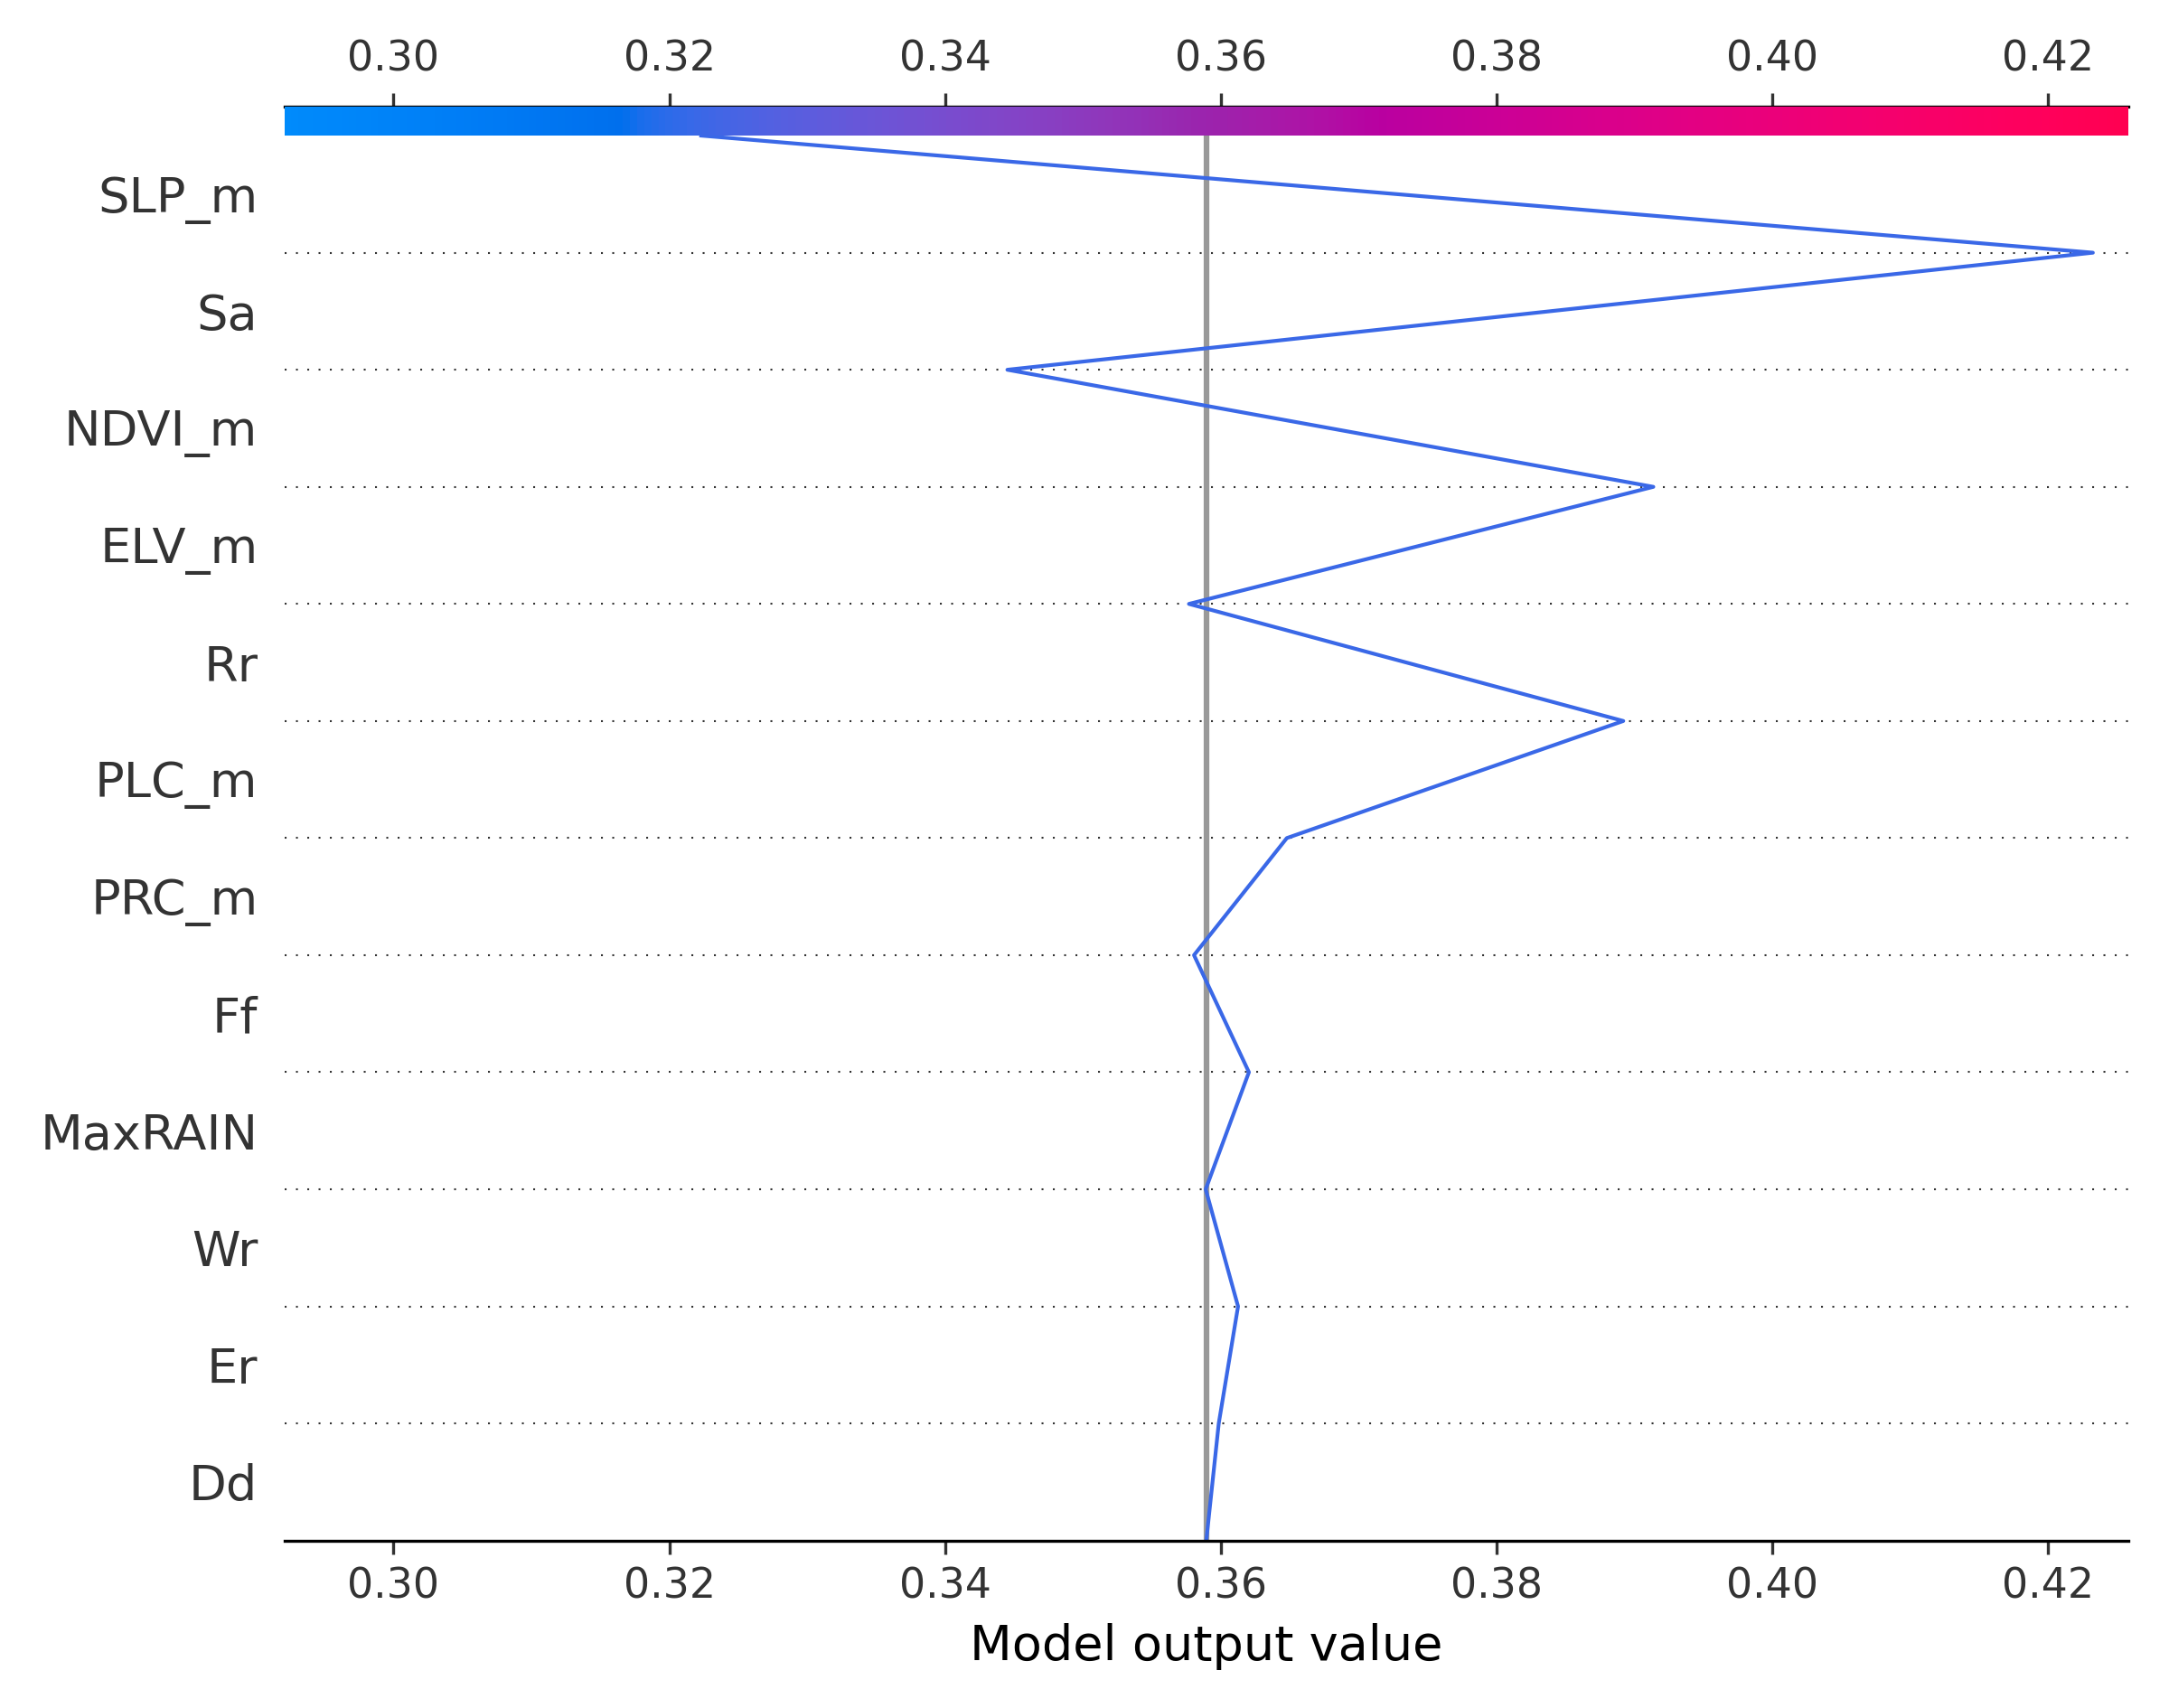 0.30 0.32 0.34 0.36 0.38 0.40 0.42
SLP_m
Sa
NDVI_m
ELV_m
Rr
PLC_m
PRC_m
Ff
MaxRAIN
Wr
Er
Dd
0.30 0.32 0.34 0.36 0.38 0.40 0.42
Model output value